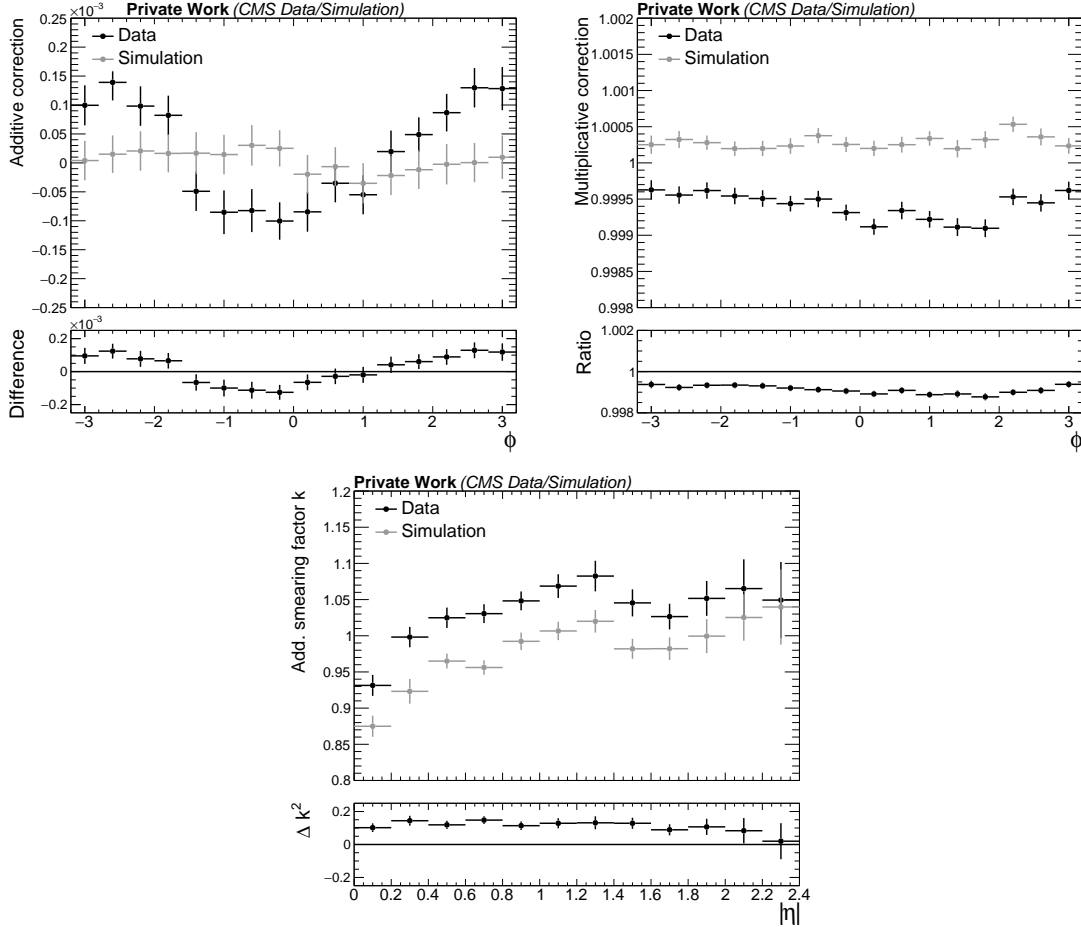 Private Work (CMS Data/Simulation)
×10⁻³
Additive correction
0.25
0.2
0.15
0.1
0.05
0
−0.05
−0.1
−0.15
−0.2
−0.25
Data
Simulation
×10⁻³
Difference
0.2
0
−0.2
−3 −2 −1 0 1 2 3
ϕ
Private Work (CMS Data/Simulation)
Multiplicative correction
1.002
1.0015
1.001
1.0005
1
0.9995
0.999
0.9985
0.998
Data
Simulation
Ratio
1.002
1
0.998
−3 −2 −1 0 1 2 3
ϕ
Private Work (CMS Data/Simulation)
Add. smearing factor k
1.2
1.15
1.1
1.05
1
0.95
0.9
0.85
0.8
Data
Simulation
Δ k²
0.2
0
−0.2
0 0.2 0.4 0.6 0.8 1 1.2 1.4 1.6 1.8 2 2.2 2.4
|η|